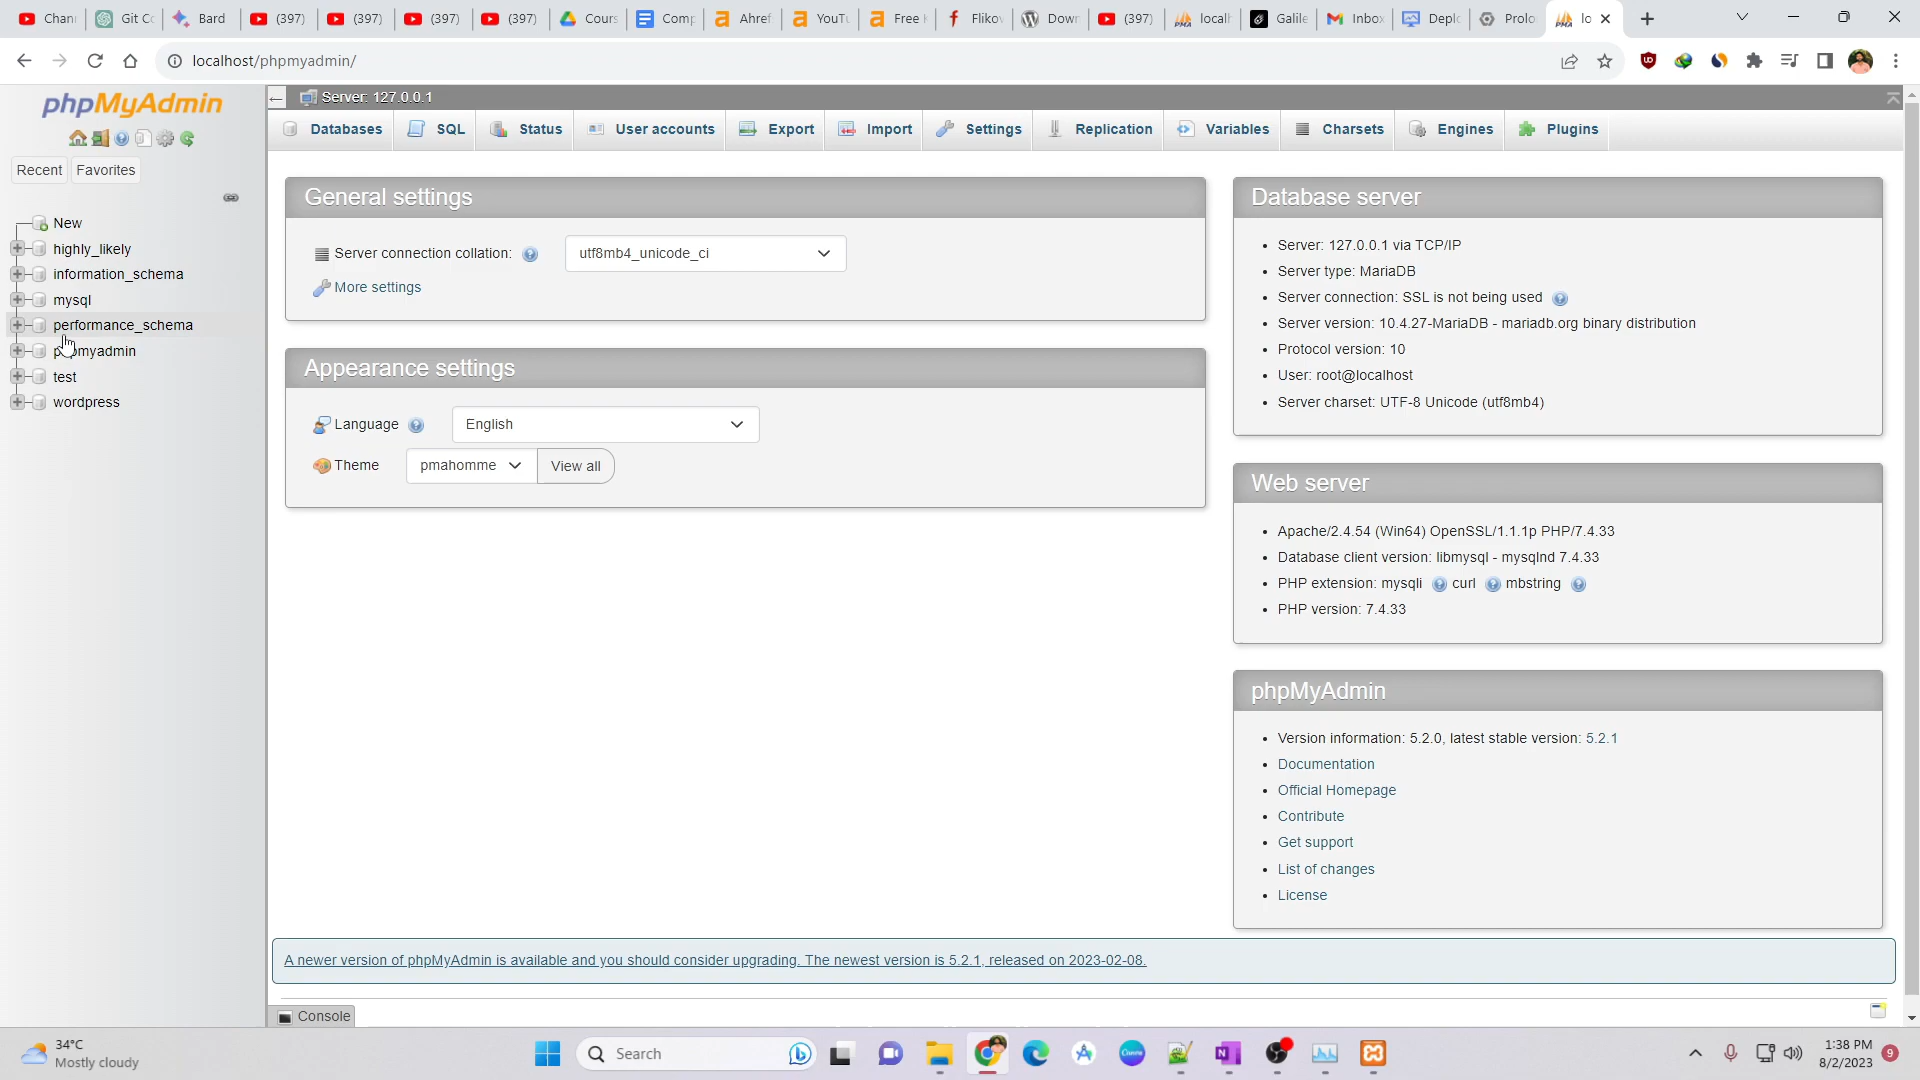 Chan
Git Co
Bard
(397)
(397)
(397)
(397)
Cours
Comp
Ahref
YouTu
Free
Flikov
Down
(397)
localh
Galile
Inbox
Deplo
Prolo
lo
localhost/phpmyadmin/
phpMyAdmin
Recent
Favorites
New
highly_likely
information_schema
mysql
performance_schema
phpmyadmin
test
wordpress
Server: 127.0.0.1
Databases
SQL
Status
User accounts
Export
Import
Settings
Replication
Variables
Charsets
Engines
Plugins
General settings
Server connection collation:
utf8mb4_unicode_ci
More settings
Appearance settings
Language
English
Theme
pmahomme
View all
Database server
Server: 127.0.0.1 via TCP/IP
Server type: MariaDB
Server connection: SSL is not being used
Server version: 10.4.27-MariaDB - mariadb.org binary distribution
Protocol version: 10
User: root@localhost
Server charset: UTF-8 Unicode (utf8mb4)
Web server
Apache/2.4.54 (Win64) OpenSSL/1.1.1p PHP/7.4.33
Database client version: libmysql - mysqlnd 7.4.33
PHP extension: mysqli curl mbstring
PHP version: 7.4.33
phpMyAdmin
Version information: 5.2.0, latest stable version: 5.2.1
Documentation
Official Homepage
Contribute
Get support
List of changes
License
A newer version of phpMyAdmin is available and you should consider upgrading. The newest version is 5.2.1, released on 2023-02-08.
Console
34°C
Mostly cloudy
Search
1:38 PM
8/2/2023
9